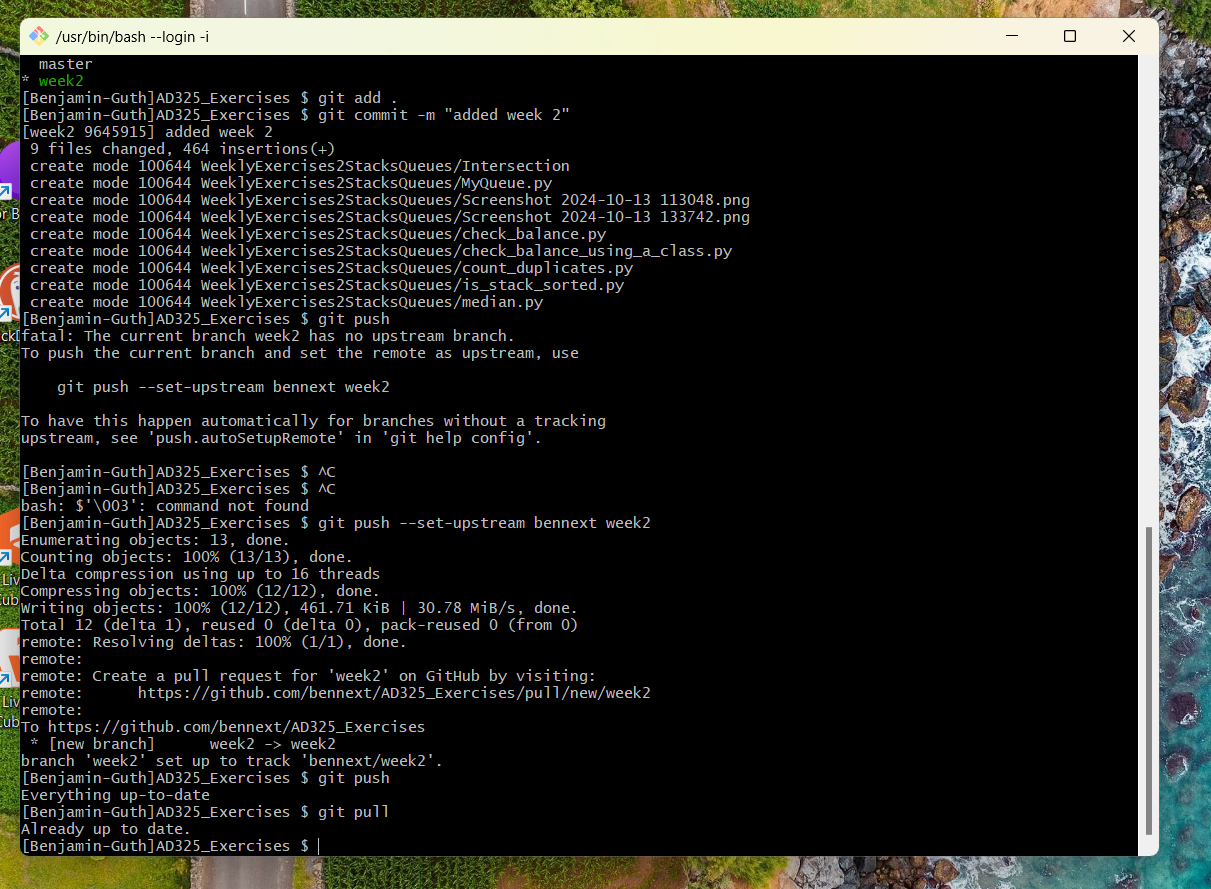 /usr/bin/bash --login -i
  master
* week2
[Benjamin-Guth]AD325_Exercises $ git add .
[Benjamin-Guth]AD325_Exercises $ git commit -m "added week 2"
[week2 9645915] added week 2
 9 files changed, 464 insertions(+)
 create mode 100644 WeeklyExercises2StacksQueues/Intersection
 create mode 100644 WeeklyExercises2StacksQueues/MyQueue.py
 create mode 100644 WeeklyExercises2StacksQueues/Screenshot 2024-10-13 113048.png
 create mode 100644 WeeklyExercises2StacksQueues/Screenshot 2024-10-13 133742.png
 create mode 100644 WeeklyExercises2StacksQueues/check_balance.py
 create mode 100644 WeeklyExercises2StacksQueues/check_balance_using_a_class.py
 create mode 100644 WeeklyExercises2StacksQueues/count_duplicates.py
 create mode 100644 WeeklyExercises2StacksQueues/is_stack_sorted.py
 create mode 100644 WeeklyExercises2StacksQueues/median.py
[Benjamin-Guth]AD325_Exercises $ git push
fatal: The current branch week2 has no upstream branch.
To push the current branch and set the remote as upstream, use

    git push --set-upstream bennext week2

To have this happen automatically for branches without a tracking
upstream, see 'push.autoSetupRemote' in 'git help config'.

[Benjamin-Guth]AD325_Exercises $ ^C
[Benjamin-Guth]AD325_Exercises $ ^C
bash: $'\003': command not found
[Benjamin-Guth]AD325_Exercises $ git push --set-upstream bennext week2
Enumerating objects: 13, done.
Counting objects: 100% (13/13), done.
Delta compression using up to 16 threads
Compressing objects: 100% (12/12), done.
Writing objects: 100% (12/12), 461.71 KiB | 30.78 MiB/s, done.
Total 12 (delta 1), reused 0 (delta 0), pack-reused 0 (from 0)
remote: Resolving deltas: 100% (1/1), done.
remote:
remote: Create a pull request for 'week2' on GitHub by visiting:
remote:      https://github.com/bennext/AD325_Exercises/pull/new/week2
remote:
To https://github.com/bennext/AD325_Exercises
 * [new branch]      week2 -> week2
branch 'week2' set up to track 'bennext/week2'.
[Benjamin-Guth]AD325_Exercises $ git push
Everything up-to-date
[Benjamin-Guth]AD325_Exercises $ git pull
Already up to date.
[Benjamin-Guth]AD325_Exercises $